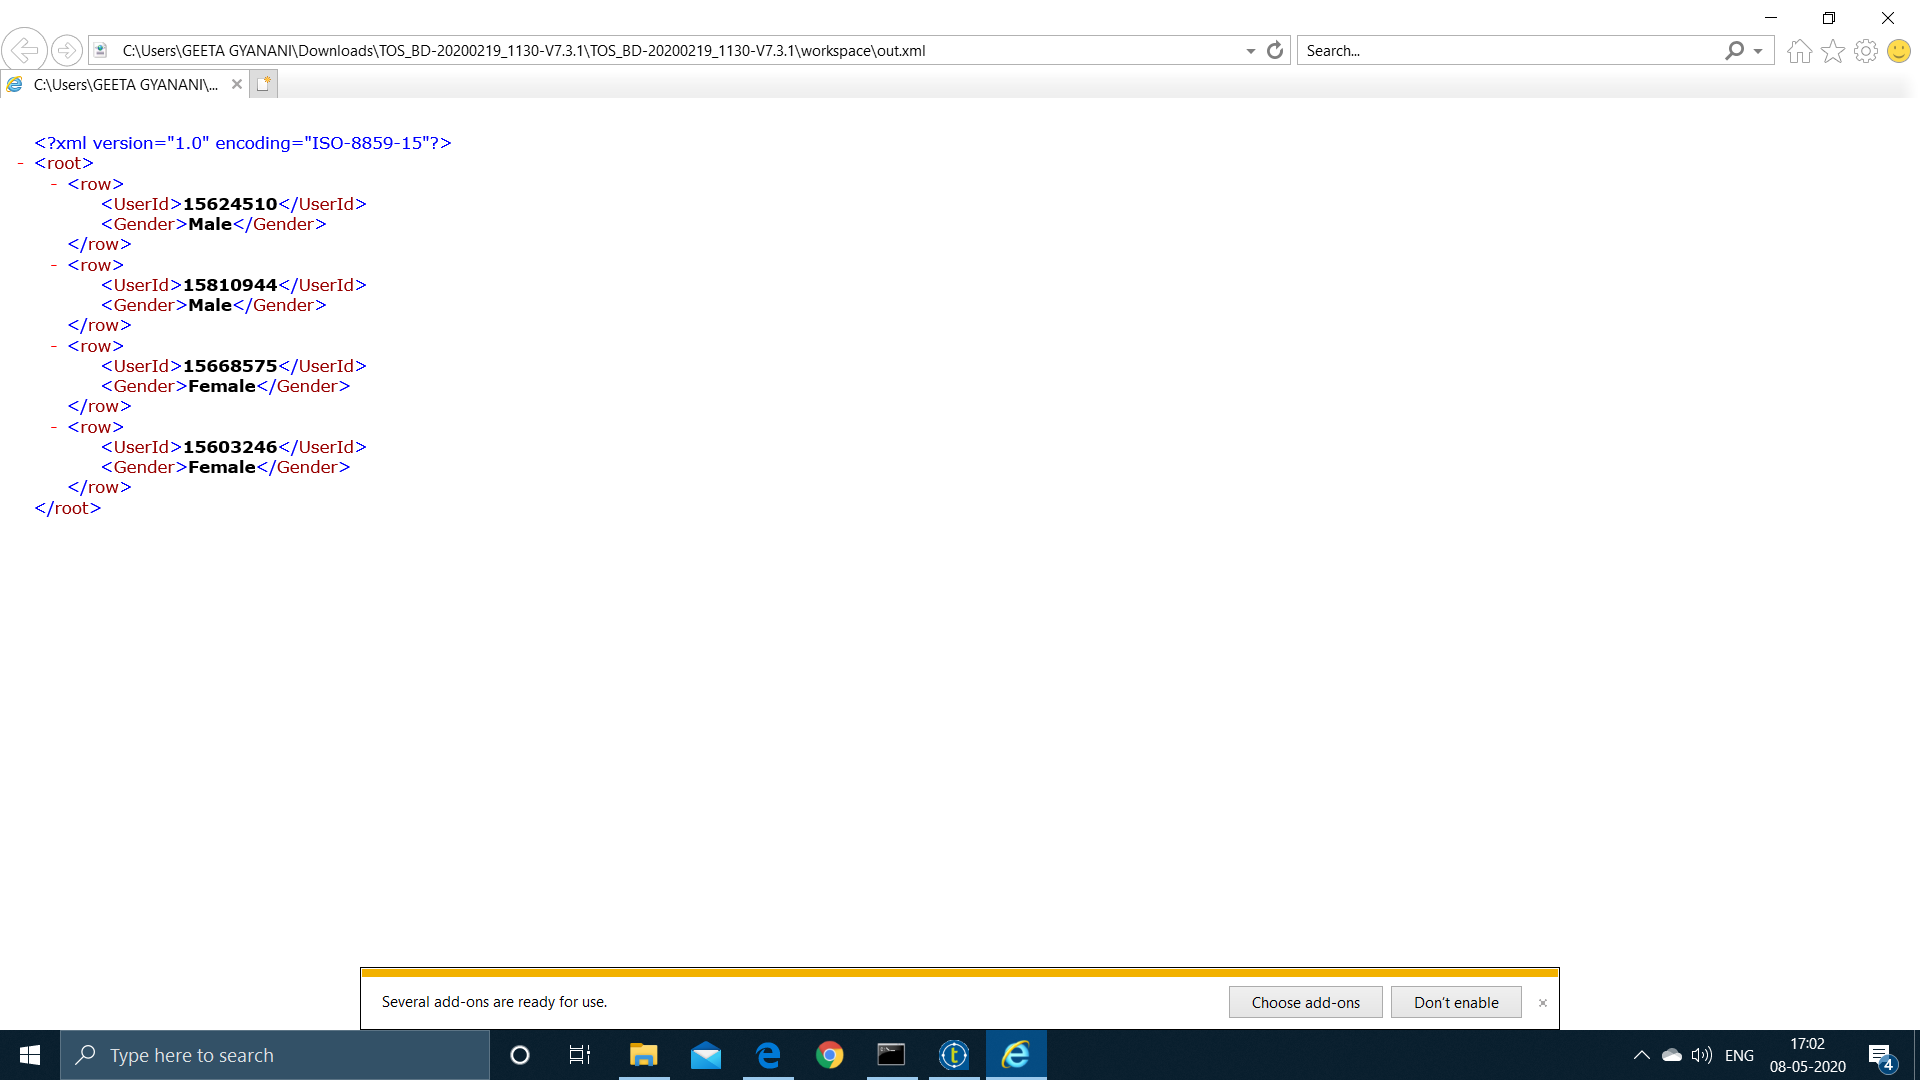 C:\Users\GEETA GYANANI\Downloads\TOS_BD-20200219_1130-V7.3.1\TOS_BD-20200219_1130-V7.3.1\workspace\out.xml
Search...
C:\Users\GEETA GYANANI\...
<?xml version="1.0" encoding="ISO-8859-15"?>
- <root>
- <row>
<UserId>15624510</UserId>
<Gender>Male</Gender>
</row>
- <row>
<UserId>15810944</UserId>
<Gender>Male</Gender>
</row>
- <row>
<UserId>15668575</UserId>
<Gender>Female</Gender>
</row>
- <row>
<UserId>15603246</UserId>
<Gender>Female</Gender>
</row>
</root>
Several add-ons are ready for use.
Choose add-ons
Don't enable
Type here to search
ENG
17:02
08-05-2020
4